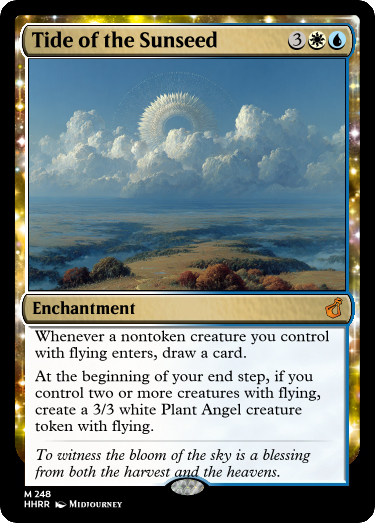 Tide of the Sunseed 3
Enchantment
Whenever a nontoken creature you control
with flying enters, draw a card.
At the beginning of your end step, if you
control two or more creatures with flying,
create a 3/3 white Plant Angel creature
token with flying.
To witness the bloom of the sky is a blessing
from both the harvest and the heavens.
M 248
HHRR MIDJOURNEY